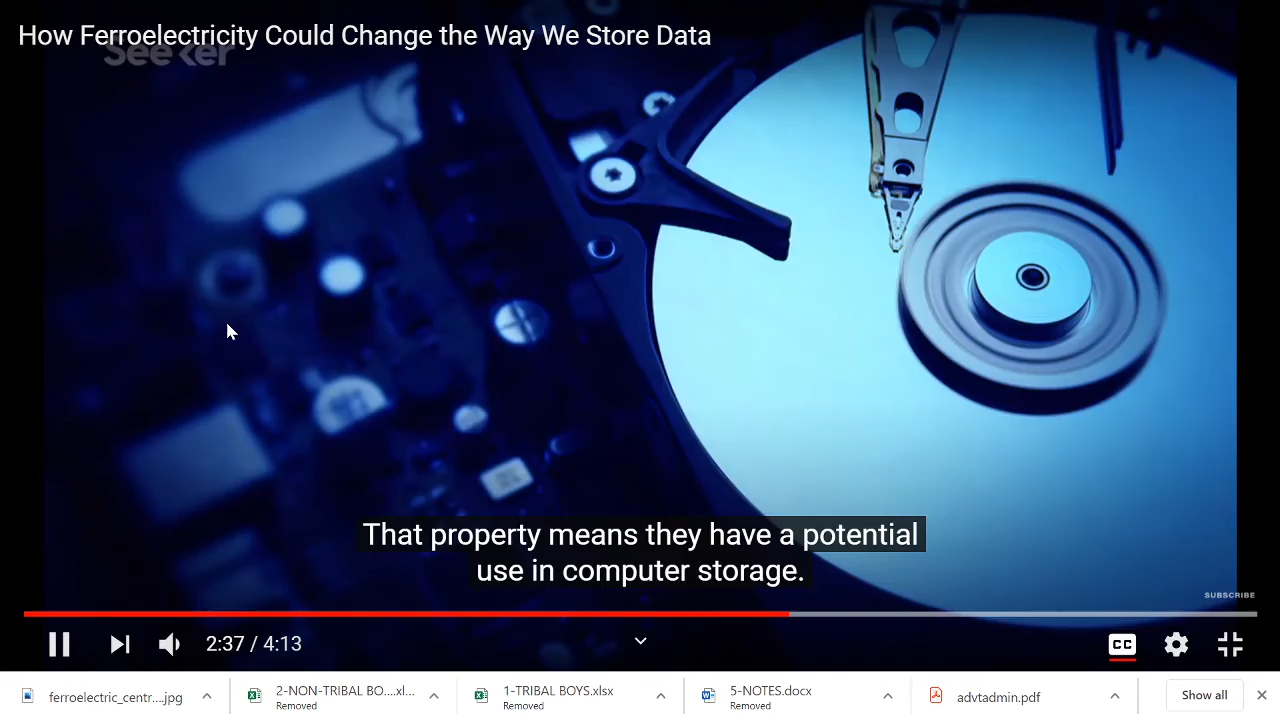 How Ferroelectricity Could Change the Way We Store Data
Seeker
That property means they have a potential
use in computer storage.
SUBSCRIBE
2:37 / 4:13
CC
ferroelectric_centr....jpg
2-NON-TRIBAL BO....xl...
Removed
1-TRIBAL BOYS.xlsx
Removed
5-NOTES.docx
Removed
advtadmin.pdf
Show all